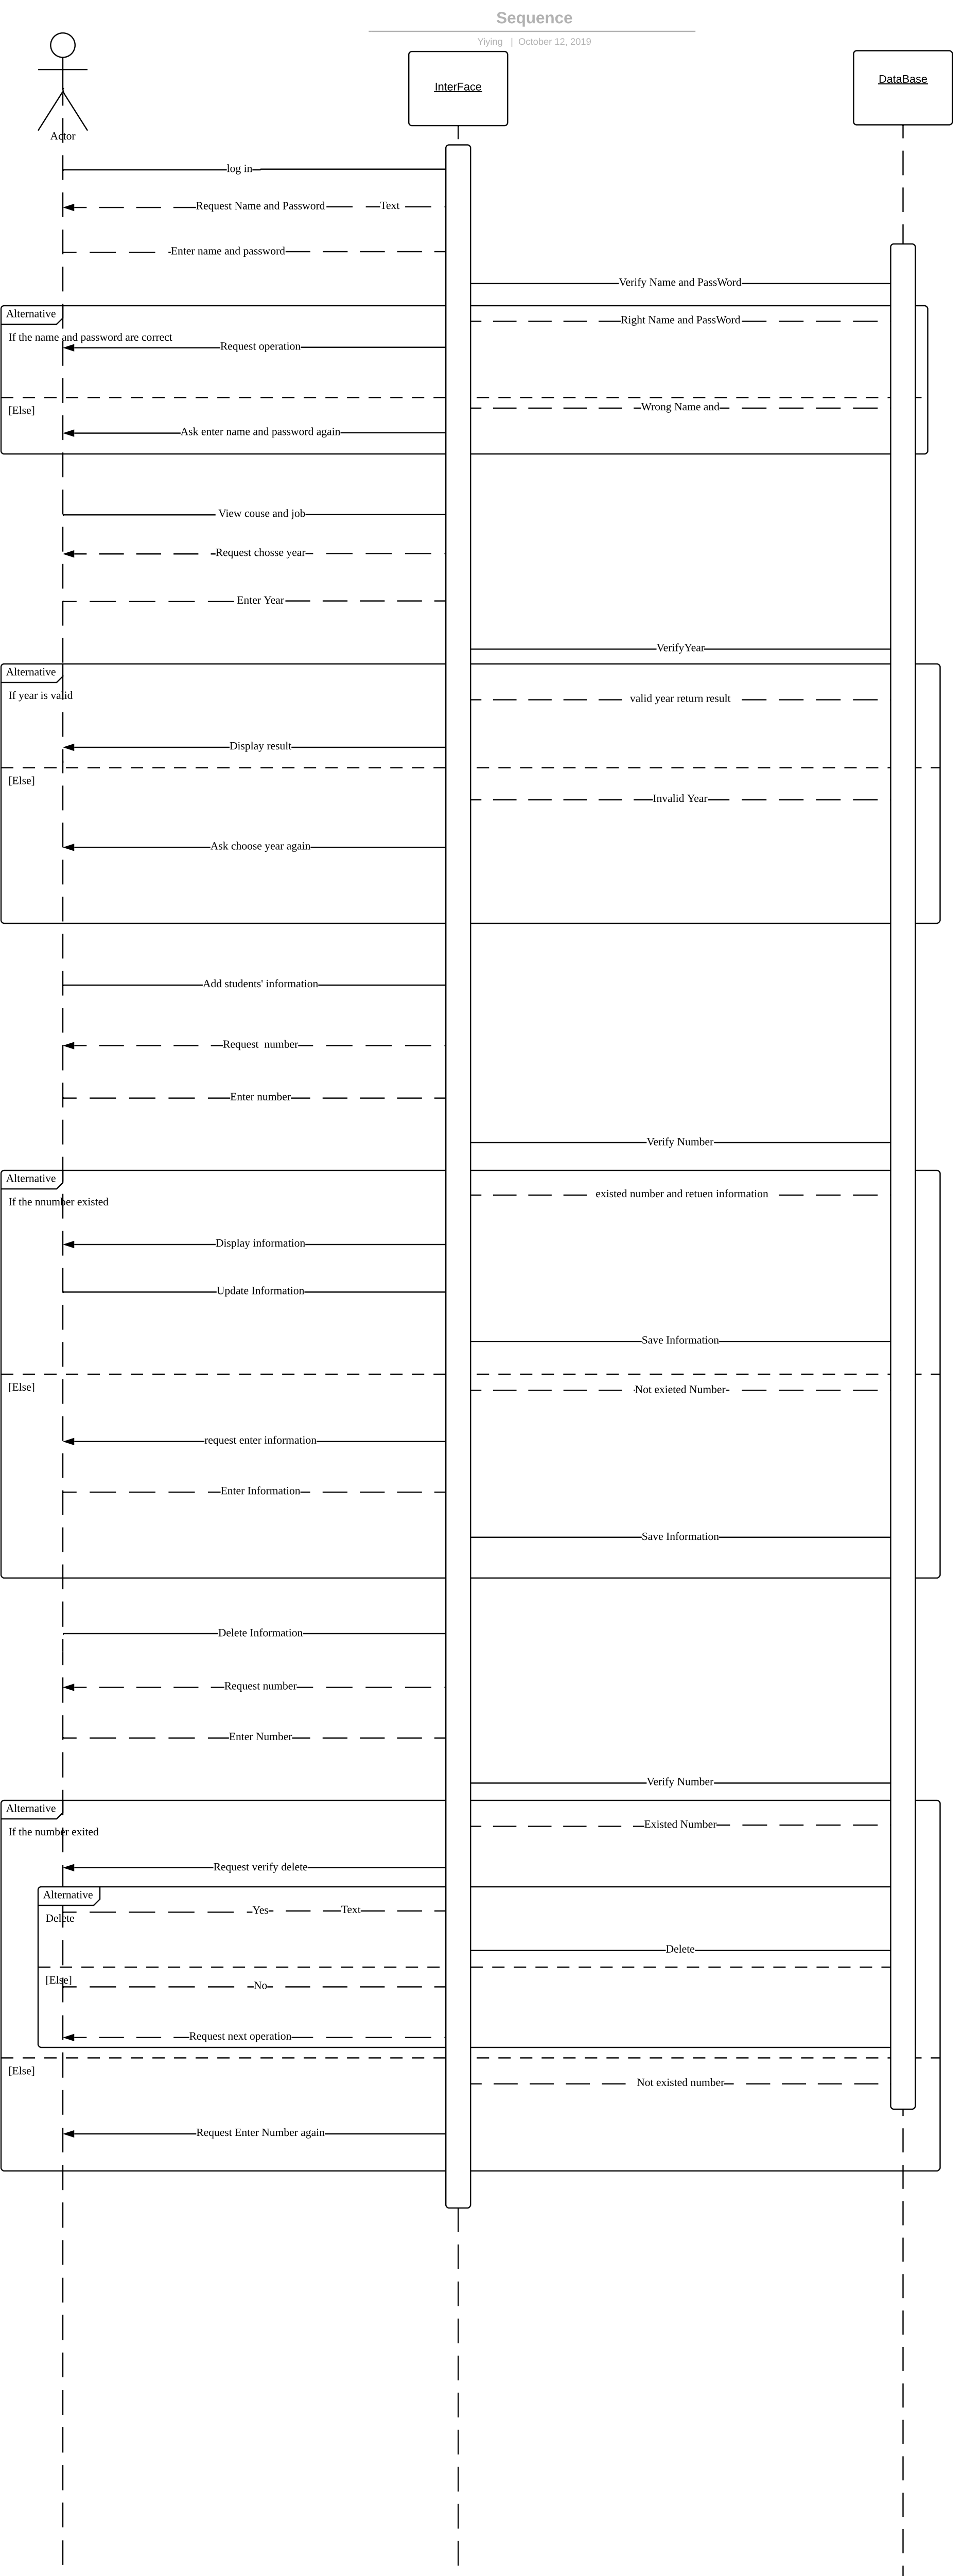 Sequence
Yiying | October 12, 2019
InterFace
DataBase
Actor
log in
Request Name and Password
Text
Enter name and password
Verify Name and PassWord
Alternative
Right Name and PassWord
If the name and password are correct
Request operation
[Else]
Wrong Name and
Ask enter name and password again
View couse and job
Request chosse year
Enter Year
VerifyYear
Alternative
If year is valid
valid year return result
Display result
[Else]
Invalid Year
Ask choose year again
Add students' information
Request number
Enter number
Verify Number
Alternative
If the nnumber existed
existed number and retuen information
Display information
Update Information
Save Information
[Else]
Not exieted Number
request enter information
Enter Information
Save Information
Delete Information
Request number
Enter Number
Verify Number
Alternative
If the number exited
Existed Number
Request verify delete
Alternative
Yes
Text
Delete
Delete
[Else]
No
Request next operation
[Else]
Not existed number
Request Enter Number again